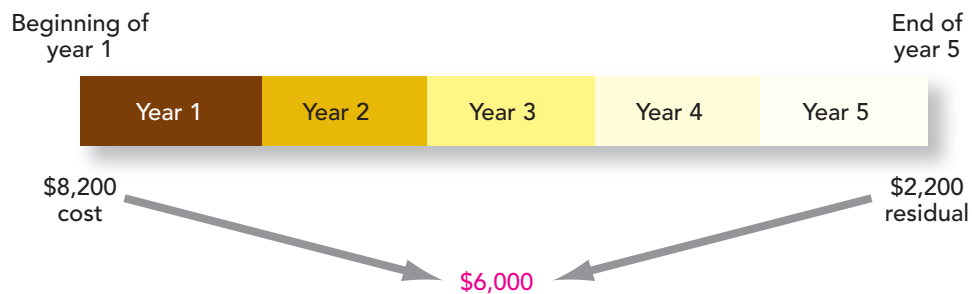 Beginning of
year 1
End of
year 5
Year 1
Year 2
Year 3
Year 4
Year 5
$8,200
cost
$2,200
residual
$6,000